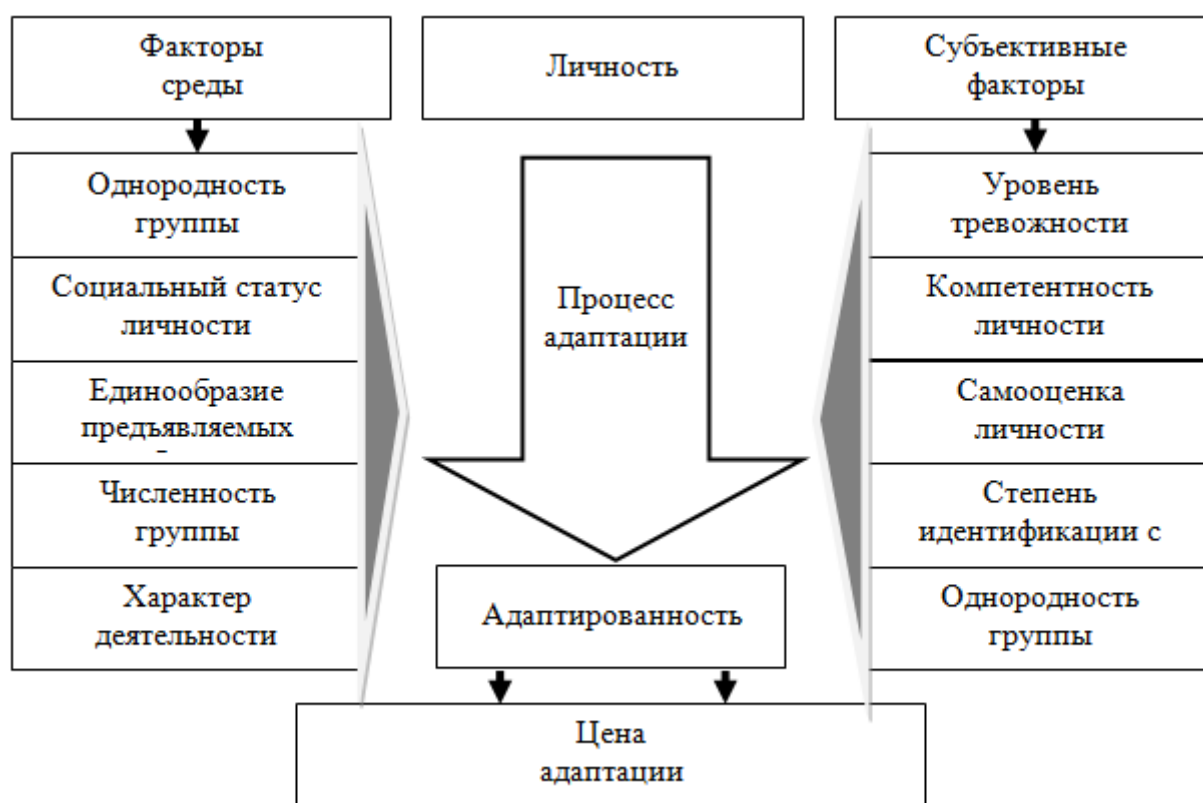 Факторы
среды
Личность
Субъективные
факторы
Однородность
группы
Социальный статус
личности
Единообразие
предъявляемых
Численность
группы
Характер
деятельности
Процесс
адаптации
Адаптированность
Уровень
тревожности
Компетентность
личности
Самооценка
личности
Степень
идентификации с
Однородность
группы
Цена
адаптации